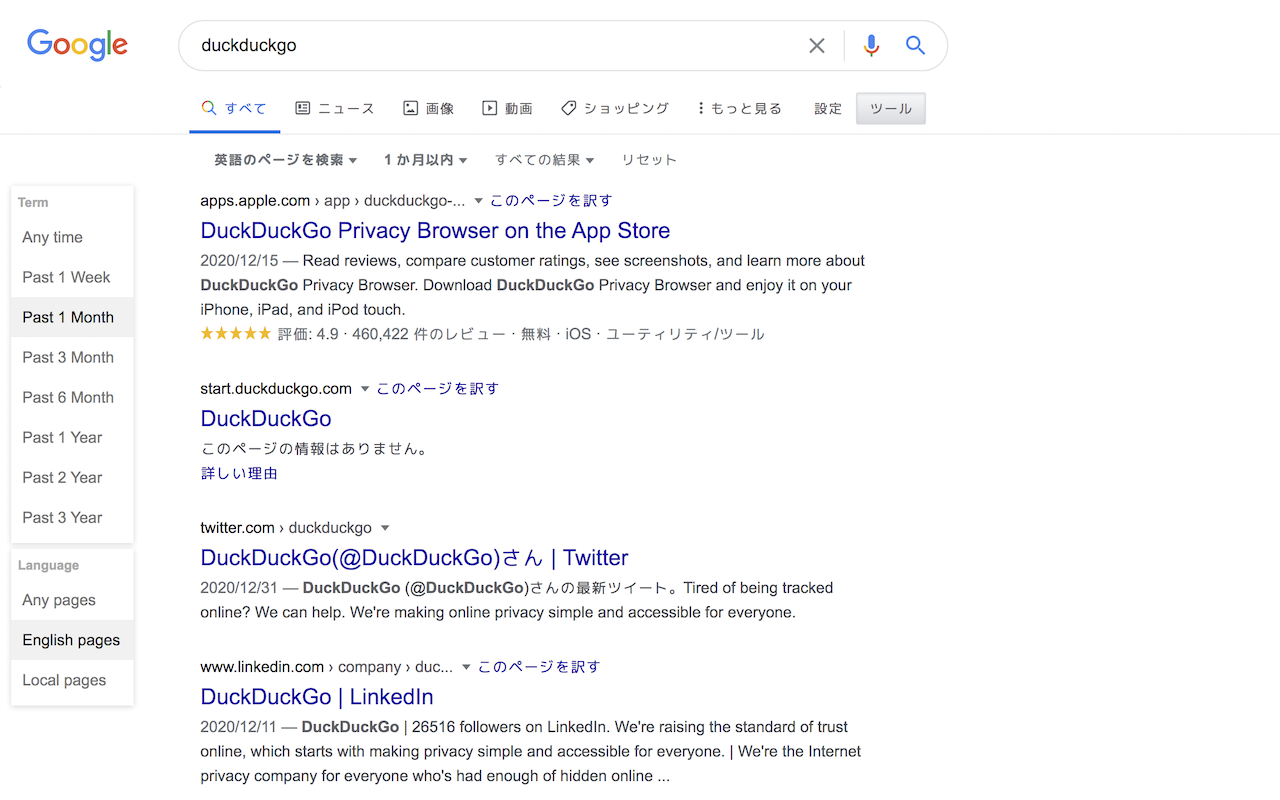 Google
duckduckgo
すべて ニュース 画像 動画 ショッピング もっと見る 設定 ツール
英語のページを検索 1 か月以内 すべての結果 リセット
Term
Any time
Past 1 Week
Past 1 Month
Past 3 Month
Past 6 Month
Past 1 Year
Past 2 Year
Past 3 Year
Language
Any pages
English pages
Local pages
apps.apple.com › app › duckduckgo-... このページを訳す
DuckDuckGo Privacy Browser on the App Store
2020/12/15 — Read reviews, compare customer ratings, see screenshots, and learn more about
DuckDuckGo Privacy Browser. Download DuckDuckGo Privacy Browser and enjoy it on your
iPhone, iPad, and iPod touch.
★★★★★ 評価: 4.9 · 460,422 件のレビュー · 無料 · iOS · ユーティリティ/ツール
start.duckduckgo.com このページを訳す
DuckDuckGo
このページの情報はありません。
詳しい理由
twitter.com › duckduckgo
DuckDuckGo(@DuckDuckGo)さん | Twitter
2020/12/31 — DuckDuckGo (@DuckDuckGo)さんの最新ツイート。Tired of being tracked
online? We can help. We're making online privacy simple and accessible for everyone.
www.linkedin.com › company › duc... このページを訳す
DuckDuckGo | LinkedIn
2020/12/11 — DuckDuckGo | 26516 followers on LinkedIn. We're raising the standard of trust
online, which starts with making privacy simple and accessible for everyone. | We're the Internet
privacy company for everyone who's had enough of hidden online ...